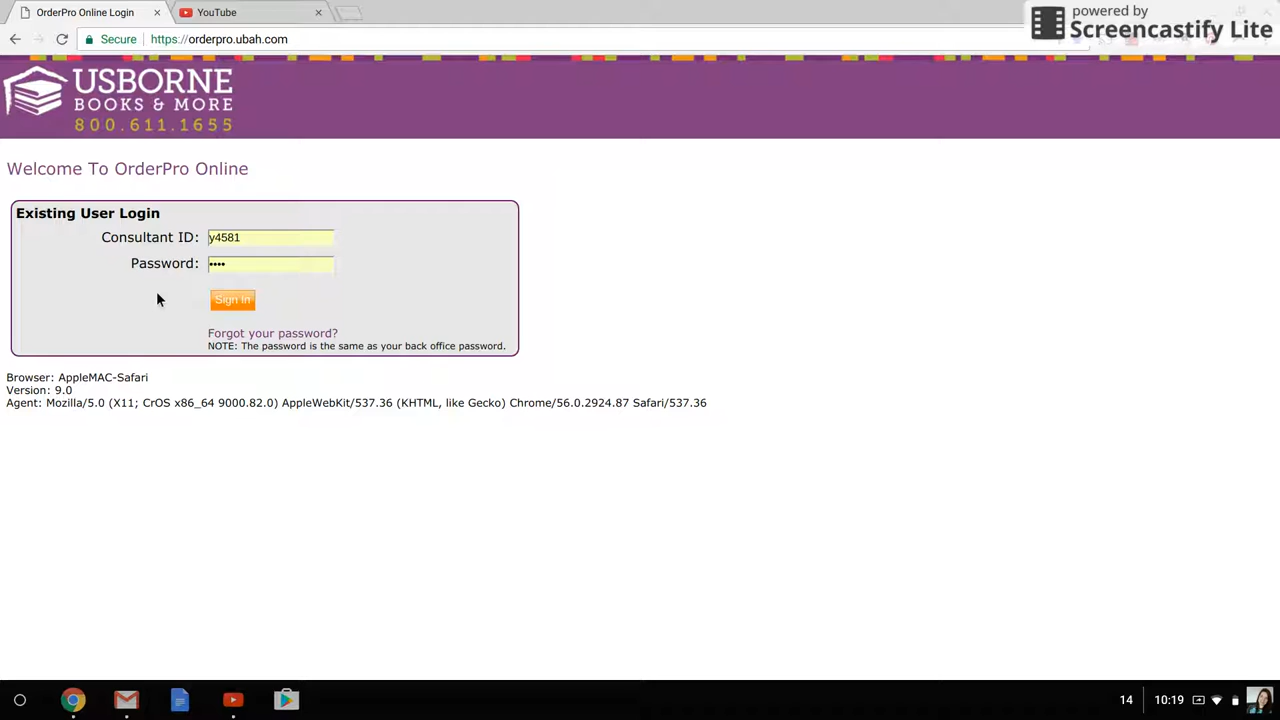 OrderPro Online Login
YouTube
powered by
Screencastify Lite
Secure
https://orderpro.ubah.com
USBORNE
BOOKS & MORE
800.611.1655
Welcome To OrderPro Online
Existing User Login
Consultant ID: y4581
Password: ••••
Sign In
Forgot your password?
NOTE: The password is the same as your back office password.
Browser: AppleMAC-Safari
Version: 9.0
Agent: Mozilla/5.0 (X11; CrOS x86_64 9000.82.0) AppleWebKit/537.36 (KHTML, like Gecko) Chrome/56.0.2924.87 Safari/537.36
14
10:19